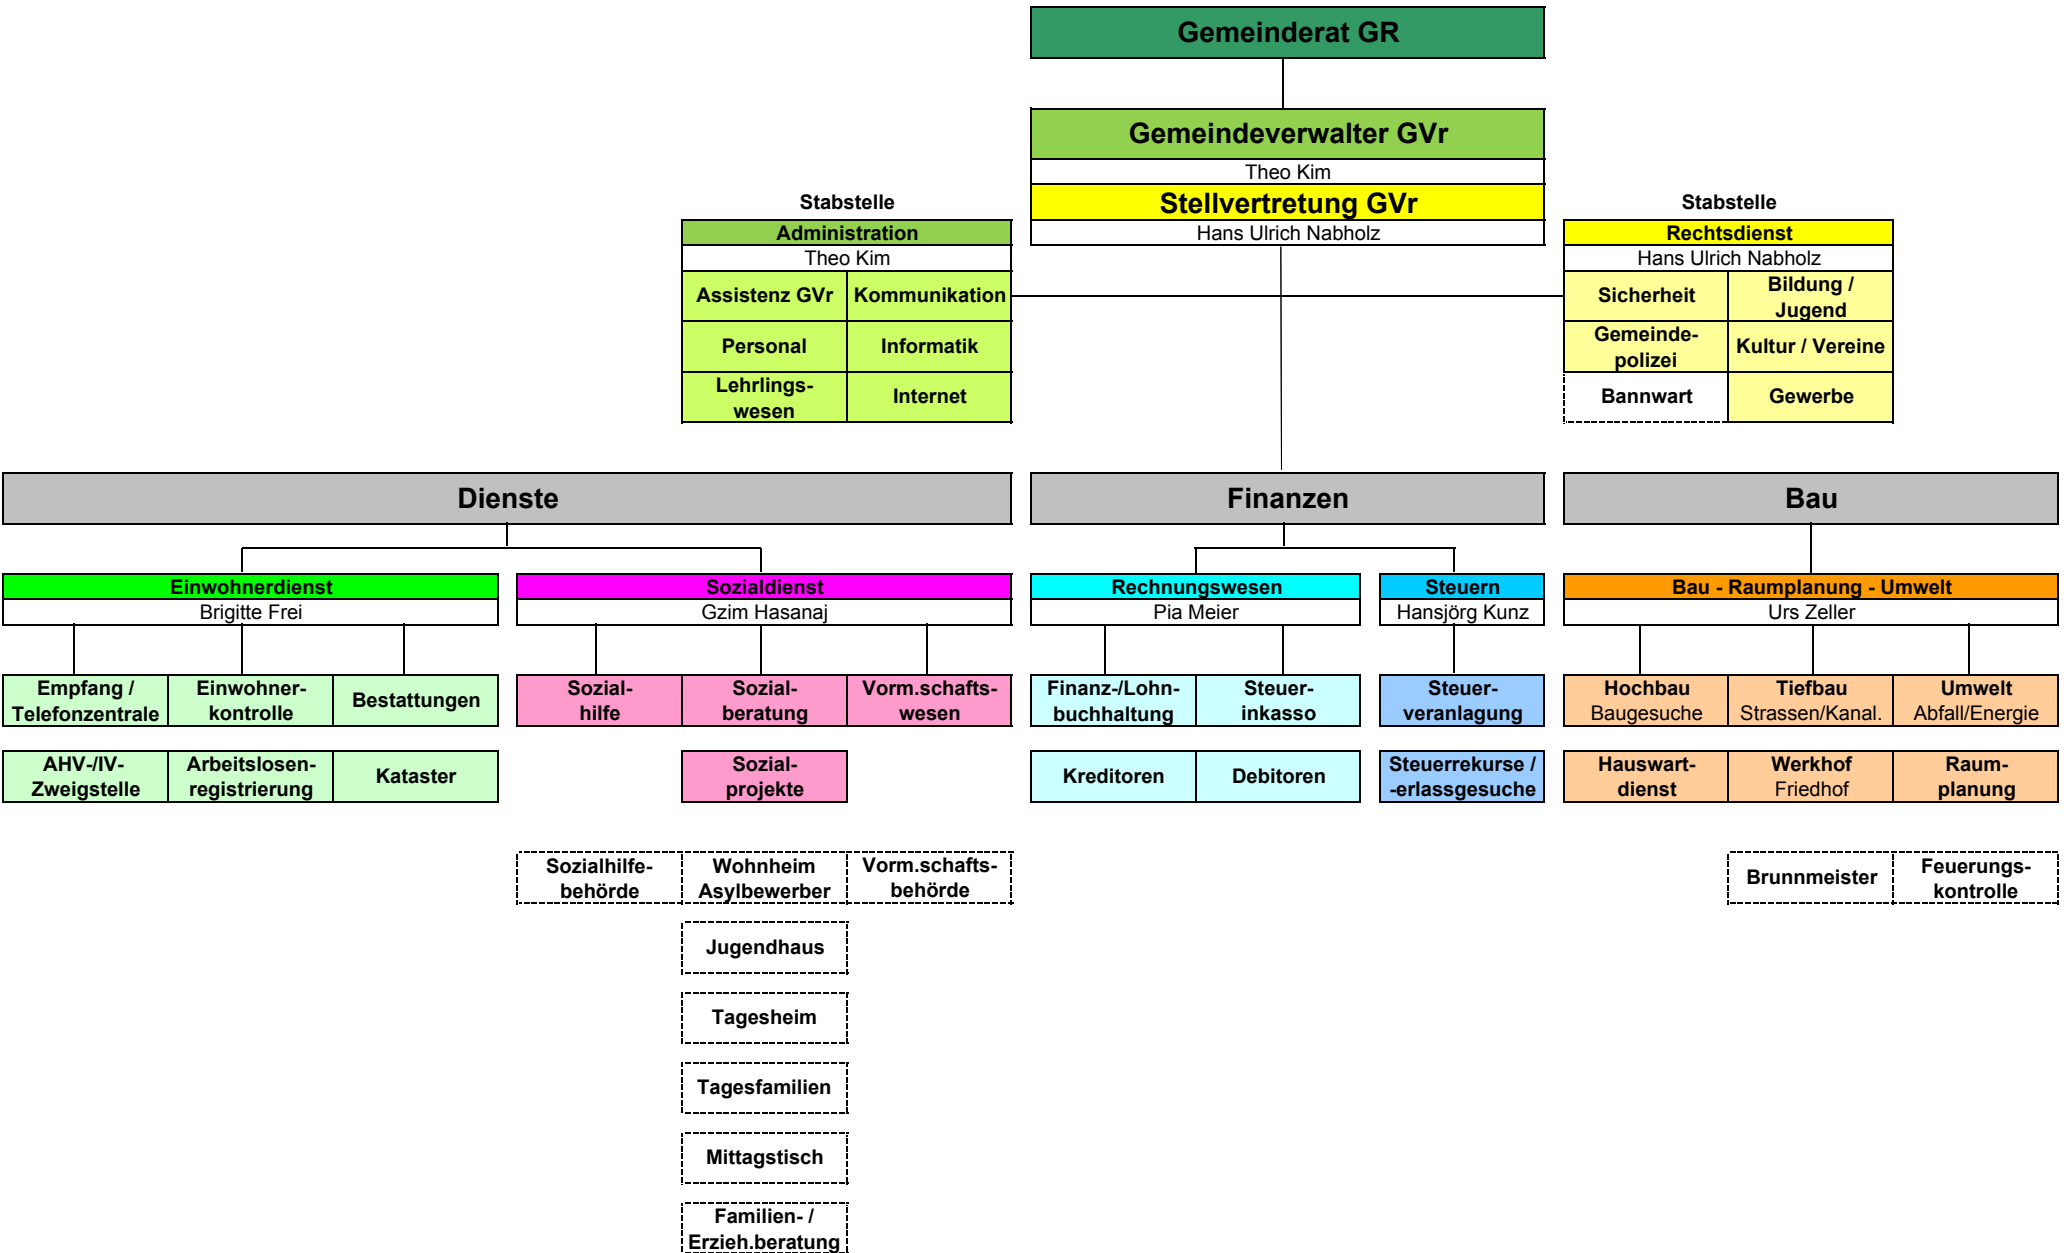 Gemeinderat GR
Gemeindeverwalter GVr
Theo Kim
Stellvertretung GVr
Hans Ulrich Nabholz
Stabstelle
Administration
Theo Kim
Assistenz GVr
Kommunikation
Personal
Informatik
Lehrlings-
wesen
Internet
Stabstelle
Rechtsdienst
Hans Ulrich Nabholz
Sicherheit
Bildung /
Jugend
Gemeinde-
polizei
Kultur / Vereine
Bannwart
Gewerbe
Dienste
Einwohnerdienst
Brigitte Frei
Empfang /
Telefonzentrale
Einwohner-
kontrolle
Bestattungen
AHV-/IV-
Zweigstelle
Arbeitslosen-
registrierung
Kataster
Sozialdienst
Gzim Hasanaj
Sozial-
hilfe
Sozial-
beratung
Vorm.schafts-
wesen
Sozial-
projekte
Sozialhilfe-
behörde
Wohnheim
Asylbewerber
Vorm.schafts-
behörde
Jugendhaus
Tagesheim
Tagesfamilien
Mittagstisch
Familien- /
Erzieh.beratung
Finanzen
Rechnungswesen
Pia Meier
Finanz-/Lohn-
buchhaltung
Steuer-
inkasso
Kreditoren
Debitoren
Steuern
Hansjörg Kunz
Steuer-
veranlagung
Steuerrekurse /
-erlassgesuche
Bau
Bau - Raumplanung - Umwelt
Urs Zeller
Hochbau
Baugesuche
Tiefbau
Strassen/Kanal.
Umwelt
Abfall/Energie
Hauswart-
dienst
Werkhof
Friedhof
Raum-
planung
Brunnmeister
Feuerungs-
kontrolle